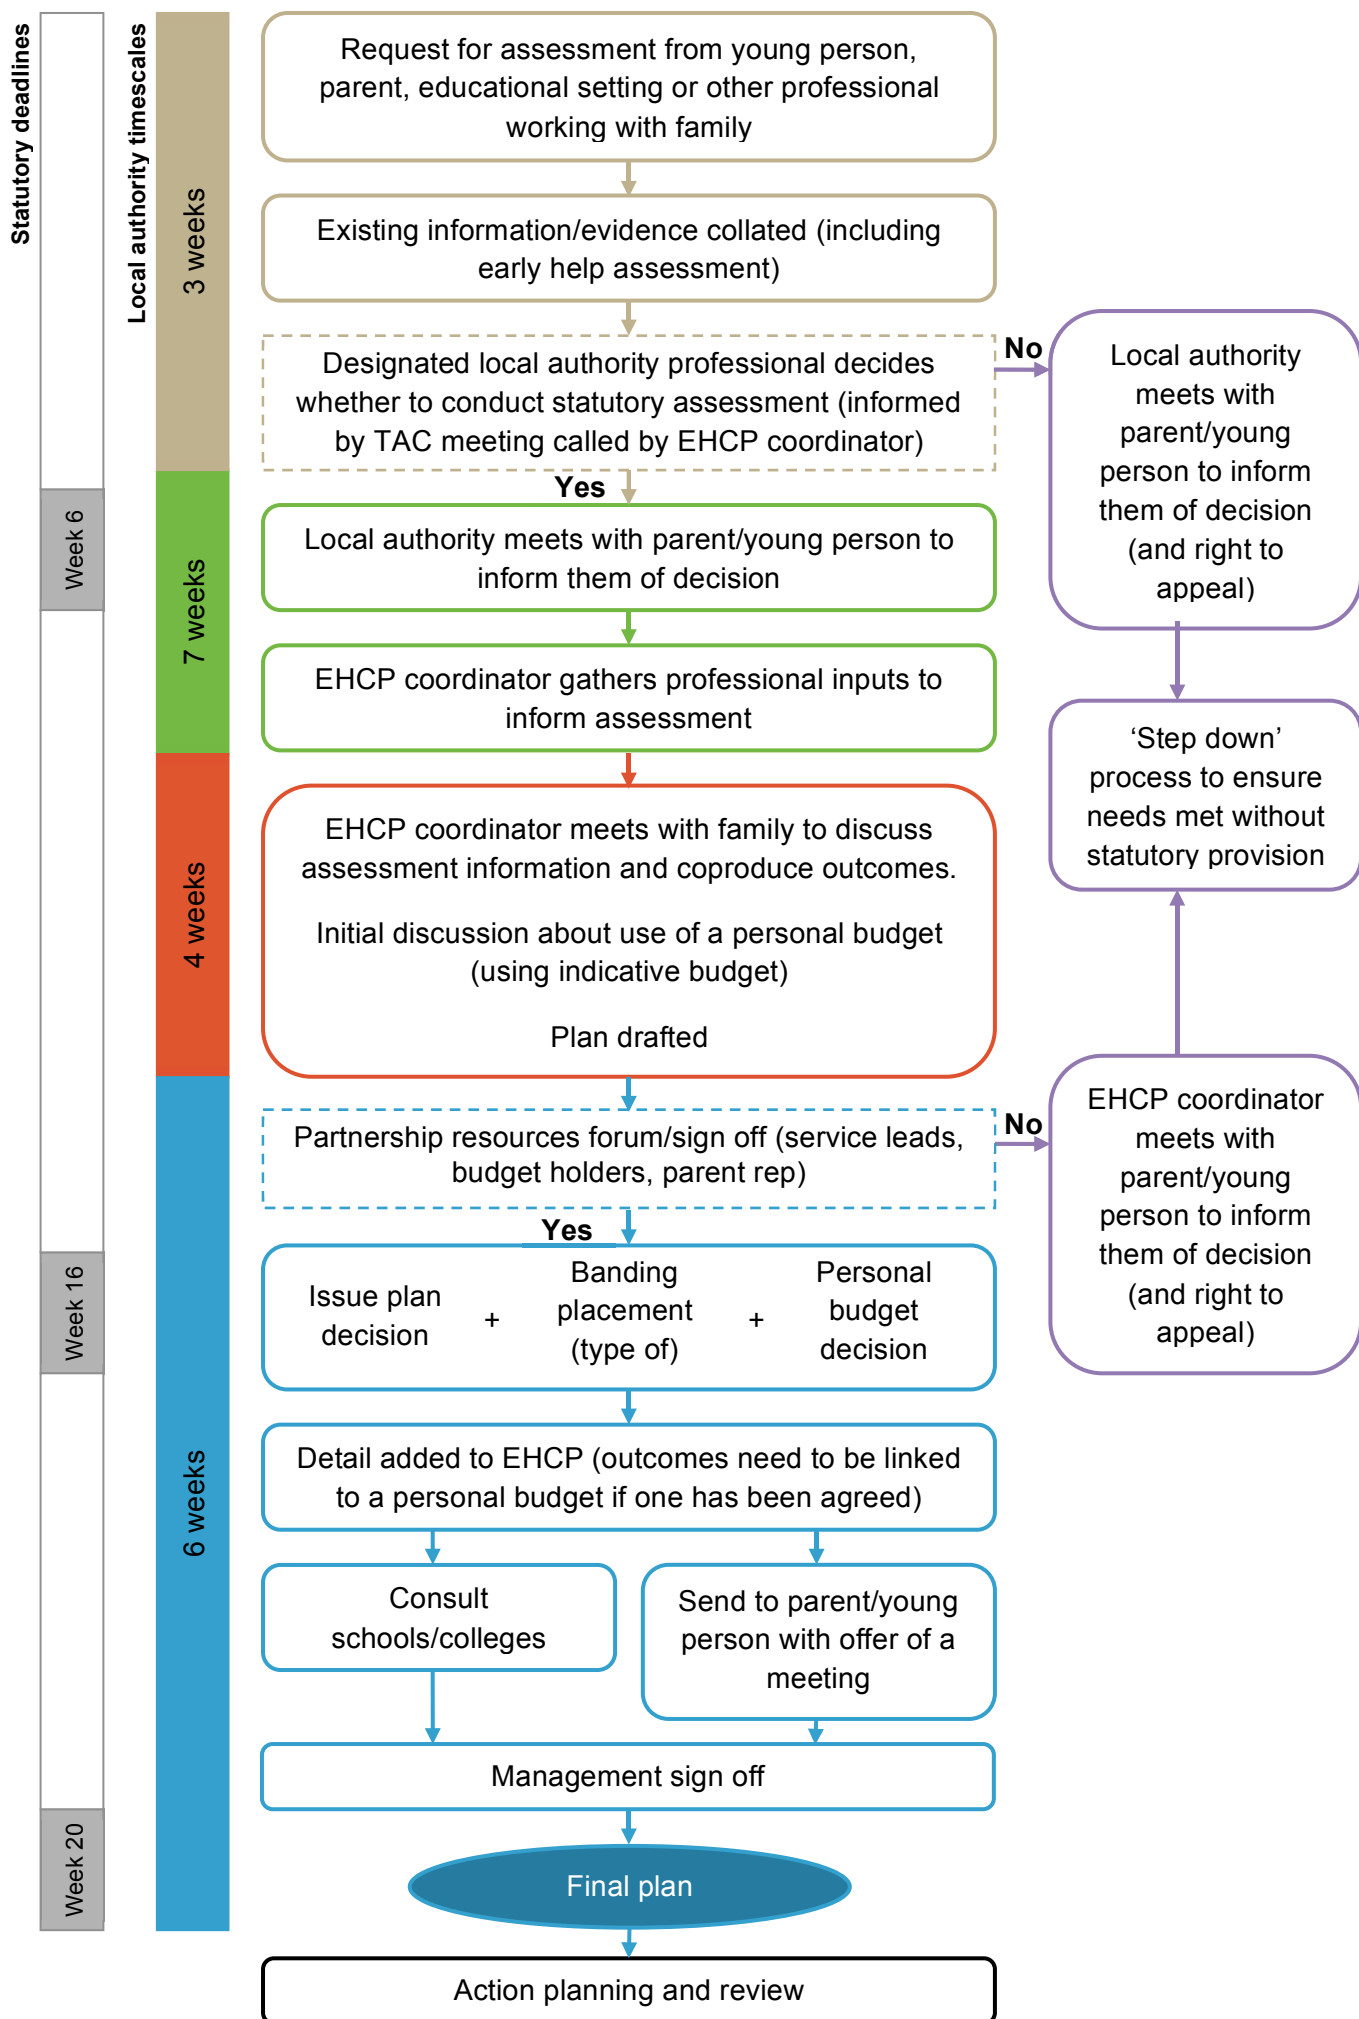 Statutory deadlines
Local authority timescales
3 weeks
Request for assessment from young person,
parent, educational setting or other professional
working with family
Existing information/evidence collated (including
early help assessment)
Designated local authority professional decides
whether to conduct statutory assessment (informed
by TAC meeting called by EHCP coordinator)
No
Local authority
meets with
parent/young
person to inform
them of decision
(and right to
appeal)
Yes
Week 6
7 weeks
Local authority meets with parent/young person to
inform them of decision
EHCP coordinator gathers professional inputs to
inform assessment
‘Step down’
process to ensure
needs met without
statutory provision
4 weeks
EHCP coordinator meets with family to discuss
assessment information and coproduce outcomes.
Initial discussion about use of a personal budget
(using indicative budget)
Plan drafted
Partnership resources forum/sign off (service leads,
budget holders, parent rep)
No
EHCP coordinator
meets with
parent/young
person to inform
them of decision
(and right to
appeal)
Yes
Week 16
6 weeks
Issue plan
decision
+
Banding
placement
(type of)
+
Personal
budget
decision
Detail added to EHCP (outcomes need to be linked
to a personal budget if one has been agreed)
Consult
schools/colleges
Send to parent/young
person with offer of a
meeting
Management sign off
Week 20
Final plan
Action planning and review